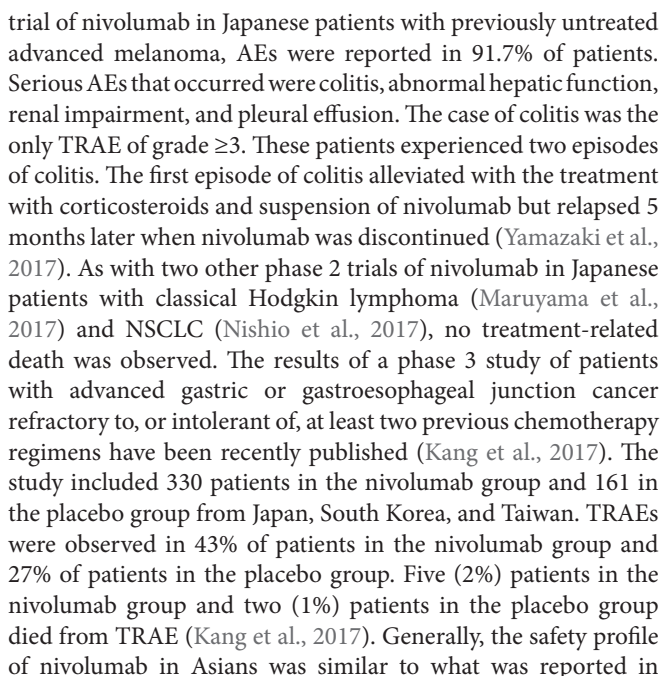 trial of nivolumab in Japanese patients with previously untreated
advanced melanoma, AEs were reported in 91.7% of patients.
Serious AEs that occurred were colitis, abnormal hepatic function,
renal impairment, and pleural effusion. The case of colitis was the
only TRAE of grade ≥3. These patients experienced two episodes
of colitis. The first episode of colitis alleviated with the treatment
with corticosteroids and suspension of nivolumab but relapsed 5
months later when nivolumab was discontinued (Yamazaki et al.,
2017). As with two other phase 2 trials of nivolumab in Japanese
patients with classical Hodgkin lymphoma (Maruyama et al.,
2017) and NSCLC (Nishio et al., 2017), no treatment-related
death was observed. The results of a phase 3 study of patients
with advanced gastric or gastroesophageal junction cancer
refractory to, or intolerant of, at least two previous chemotherapy
regimens have been recently published (Kang et al., 2017). The
study included 330 patients in the nivolumab group and 161 in
the placebo group from Japan, South Korea, and Taiwan. TRAEs
were observed in 43% of patients in the nivolumab group and
27% of patients in the placebo group. Five (2%) patients in the
nivolumab group and two (1%) patients in the placebo group
died from TRAE (Kang et al., 2017). Generally, the safety profile
of nivolumab in Asians was similar to what was reported in